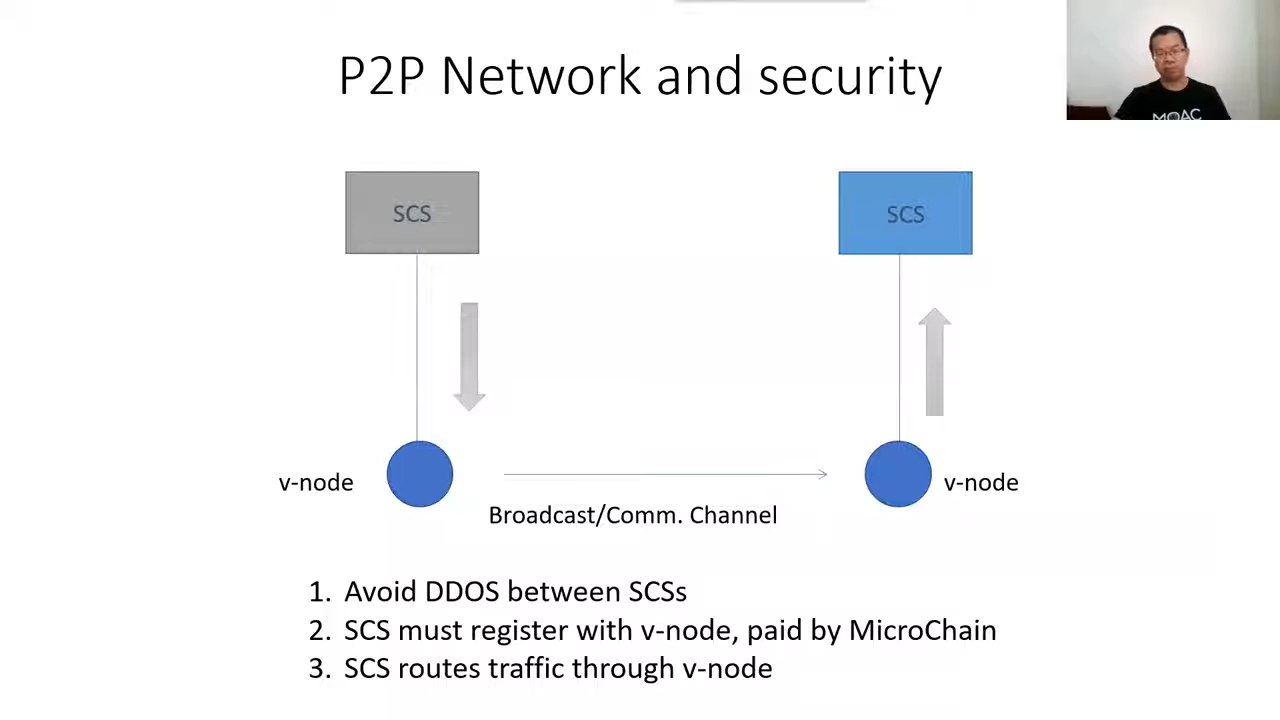 P2P Network and security
MOAC
SCS
SCS
v-node
v-node
Broadcast/Comm. Channel
1. Avoid DDOS between SCSs
2. SCS must register with v-node, paid by MicroChain
3. SCS routes traffic through v-node